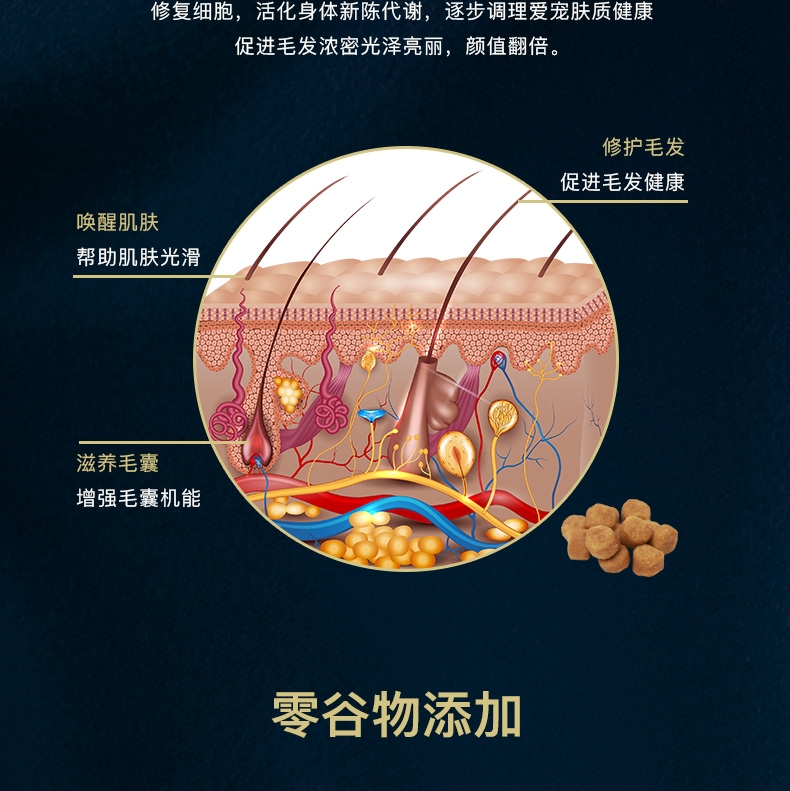 修复细胞，活化身体新陈代谢，逐步调理爱宠肤质健康
促进毛发浓密光泽亮丽，颜值翻倍。
修护毛发
促进毛发健康
唤醒肌肤
帮助肌肤光滑
滋养毛囊
增强毛囊机能
零谷物添加